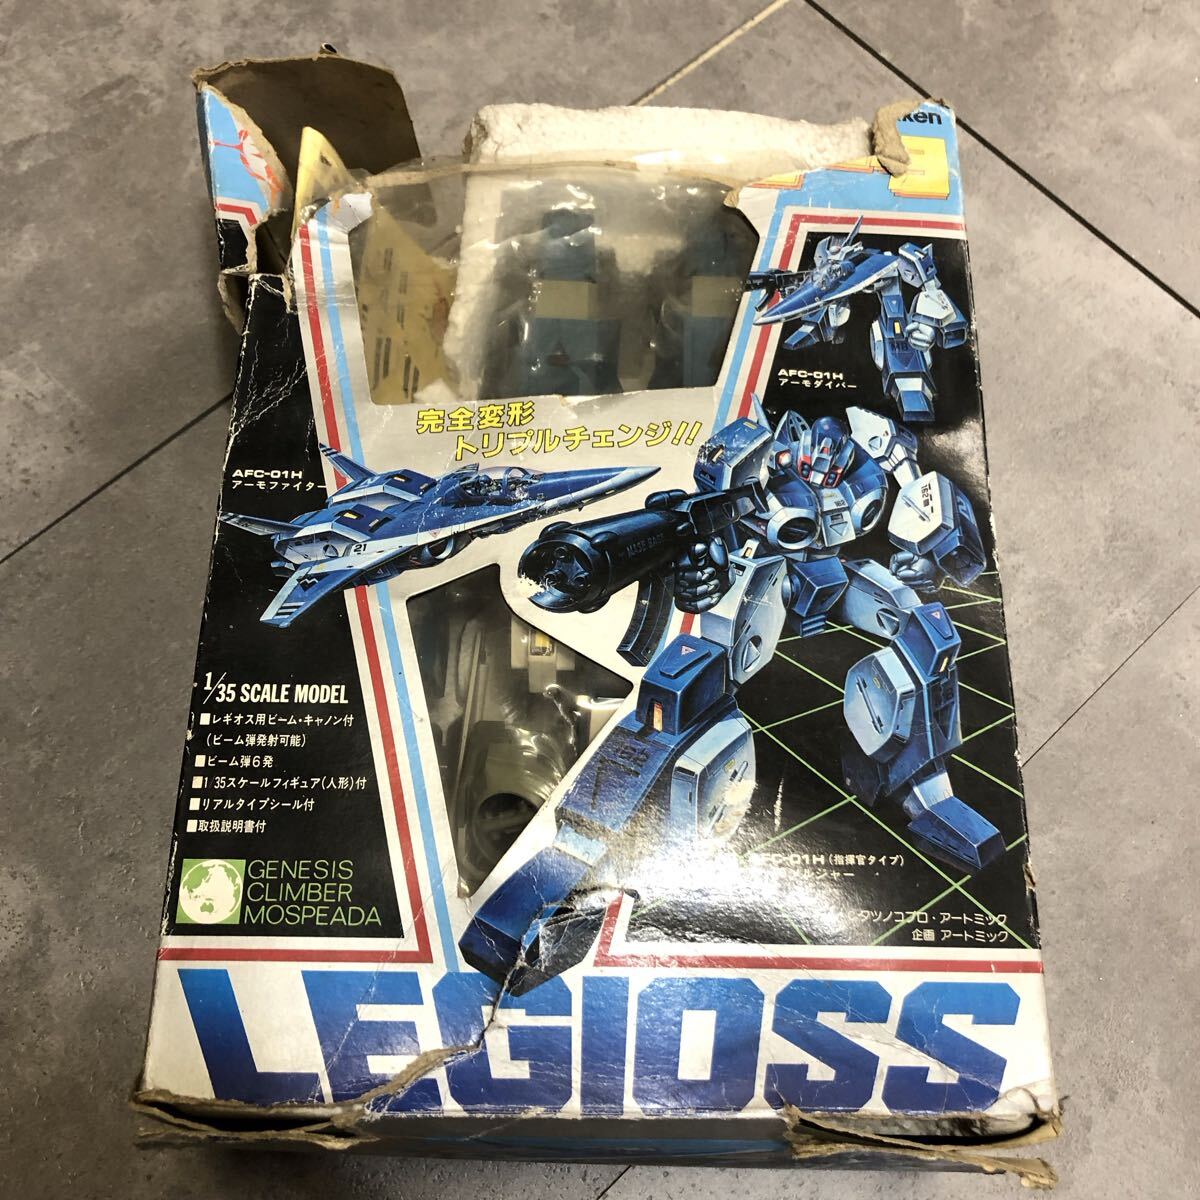 AFC-01H
アーモダイバー
完全変形
トリプルチェンジ!!
AFC-01H
アーモファイター
21
MASE BACS
1/35 SCALE MODEL
■レギオス用ビーム・キャノン付
(ビーム弾発射可能)
■ビーム弾6発
■1/35スケールフィギュア(人形)付
■リアルタイプシール付
■取扱説明書付
GENESIS
CLIMBER
MOSPEADA
FC-01H(指揮官タイプ)
タツノコプロ・アートミック
企画 アートミック
LEGIOSS